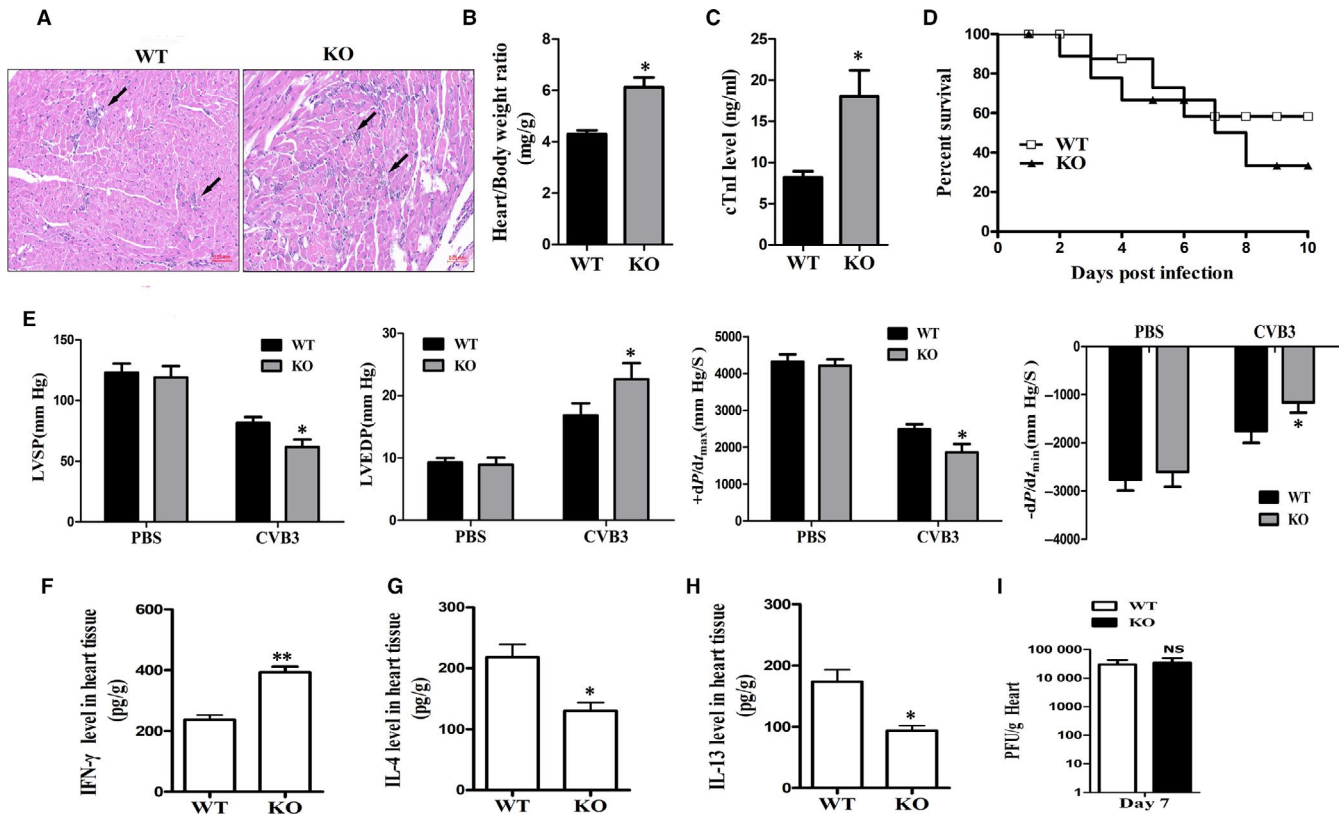 A
WT
KO
B
Heart/Body weight ratio
(mg/g)
8
6
4
2
0
*
WT
KO
C
cTnI level (ng/ml)
25
20
15
10
5
0
*
WT
KO
D
Percent survival
100
80
60
40
20
0
WT
KO
0
2
4
6
8
10
Days post infection
E
LVSP(mm Hg)
150
100
50
0
WT
KO
*
PBS
CVB3
LVEDP(mm Hg)
30
20
10
0
WT
KO
*
PBS
CVB3
+dP/dtmax(mm Hg/S)
5000
4000
3000
2000
1000
0
WT
KO
*
PBS
CVB3
-dP/dtmin(mm Hg/S)
PBS
CVB3
0
–1000
–2000
–3000
–4000
*
WT
KO
F
IFN-γ level in heart tissue
(pg/g)
600
400
200
0
**
WT
KO
G
IL-4 level in heart tissue
(pg/g)
300
200
100
0
*
WT
KO
H
IL-13 level in heart tissue
(pg/g)
300
200
100
0
*
WT
KO
I
WT
KO
PFU/g Heart
100 000
10 000
1000
100
10
1
NS
Day 7